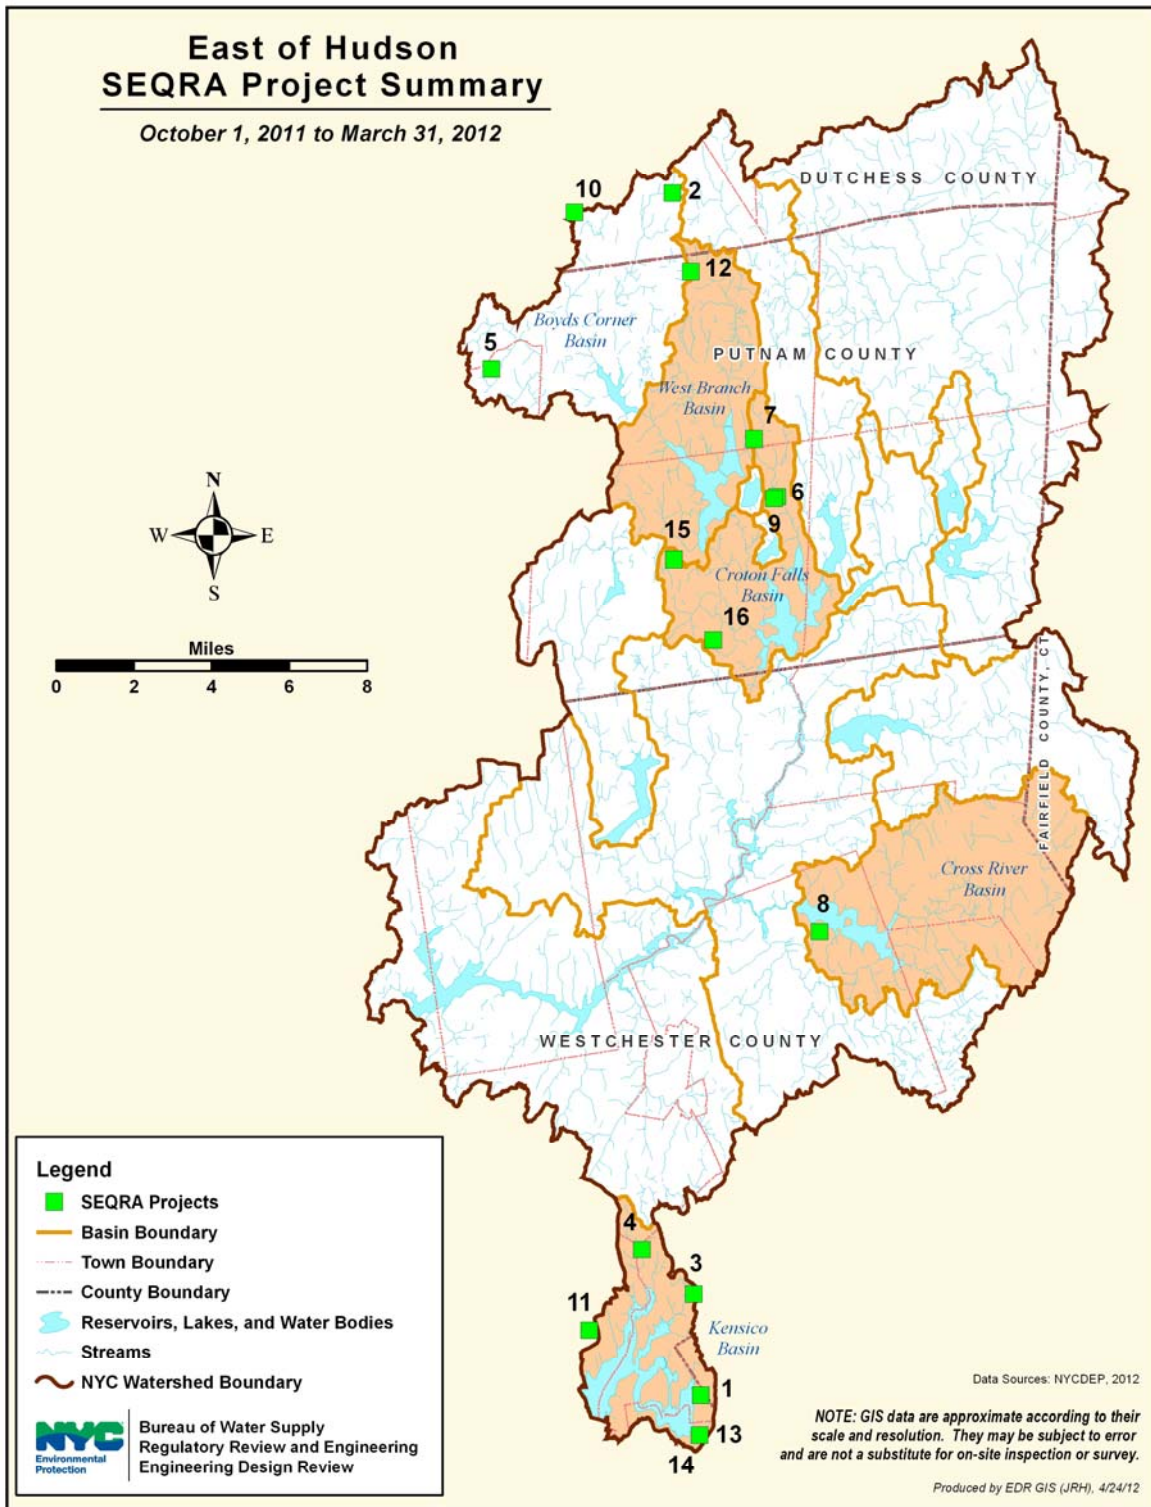 East of Hudson
SEQRA Project Summary
October 1, 2011 to March 31, 2012
DUTCHESS COUNTY
10
2
12
Boyds Corner
Basin
5
PUTNAM COUNTY
West Branch
Basin
7
6
9
15
Croton Falls
Basin
16
N
W
E
S
Miles
0 2 4 6 8
FAIRFIELD COUNTY, CT
Cross River
Basin
8
WESTCHESTER COUNTY
4
3
11
Kensico
Basin
1
13
14
Legend
SEQRA Projects
Basin Boundary
Town Boundary
County Boundary
Reservoirs, Lakes, and Water Bodies
Streams
NYC Watershed Boundary
NYC
Environmental
Protection
Bureau of Water Supply
Regulatory Review and Engineering
Engineering Design Review
Data Sources: NYCDEP, 2012
NOTE: GIS data are approximate according to their
scale and resolution. They may be subject to error
and are not a substitute for on-site inspection or survey.
Produced by EDR GIS (JRH), 4/24/12